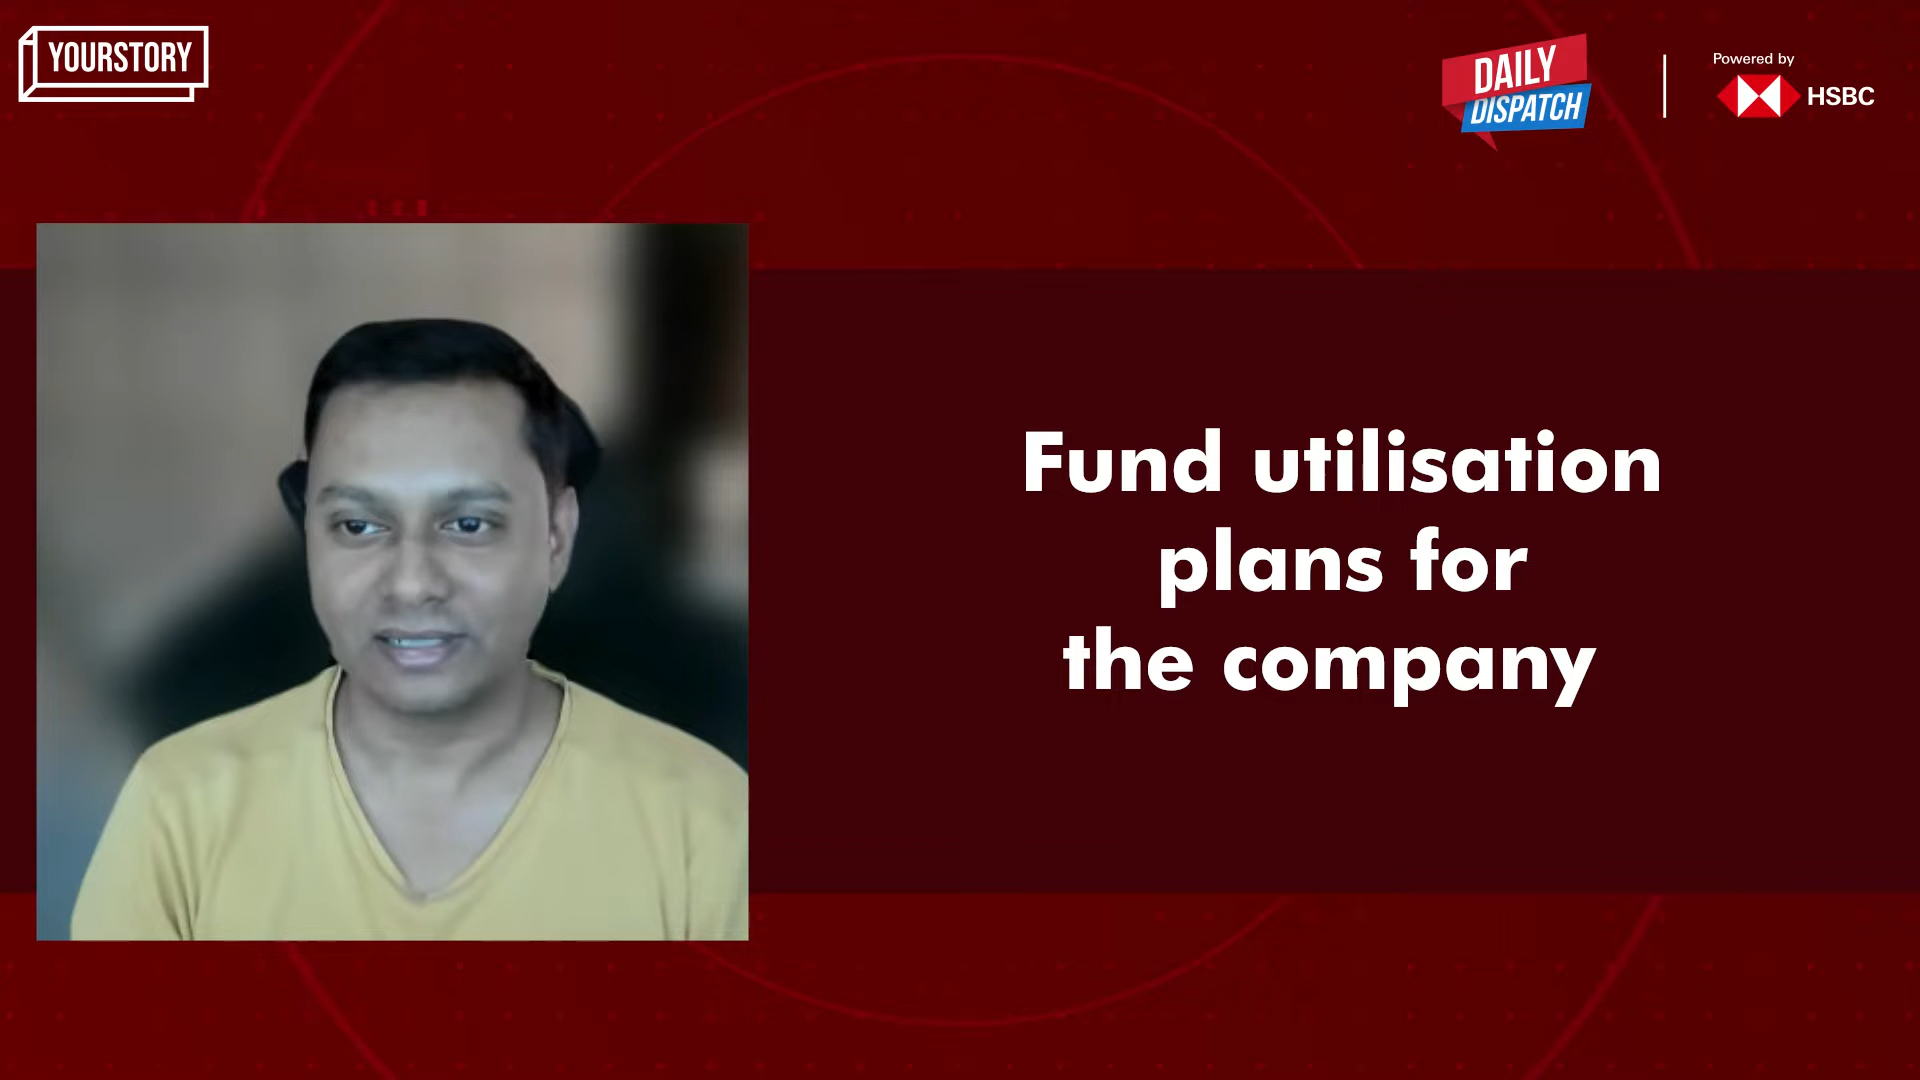 YOURSTORY
DAILY
DISPATCH
Powered by
HSBC
Fund utilisation
plans for
the company